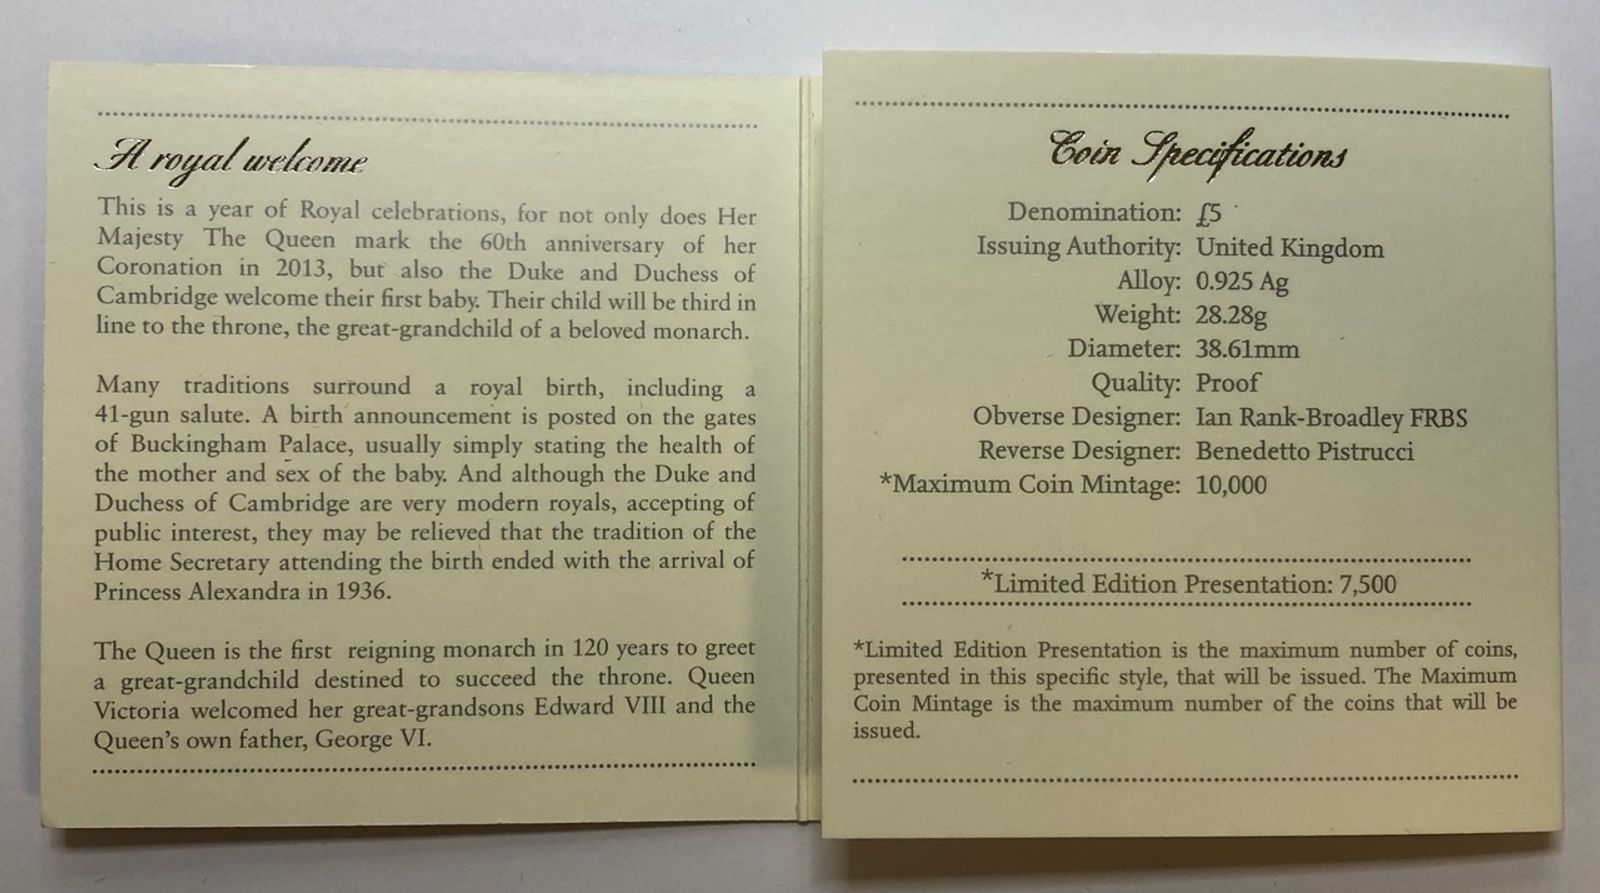 A royal welcome
This is a year of Royal celebrations, for not only does Her
Majesty The Queen mark the 60th anniversary of her
Coronation in 2013, but also the Duke and Duchess of
Cambridge welcome their first baby. Their child will be third in
line to the throne, the great-grandchild of a beloved monarch.
Many traditions surround a royal birth, including a
41-gun salute. A birth announcement is posted on the gates
of Buckingham Palace, usually simply stating the health of
the mother and sex of the baby. And although the Duke and
Duchess of Cambridge are very modern royals, accepting of
public interest, they may be relieved that the tradition of the
Home Secretary attending the birth ended with the arrival of
Princess Alexandra in 1936.
The Queen is the first reigning monarch in 120 years to greet
a great-grandchild destined to succeed the throne. Queen
Victoria welcomed her great-grandsons Edward VIII and the
Queen's own father, George VI.
Coin Specifications
Denomination: £5
Issuing Authority: United Kingdom
Alloy: 0.925 Ag
Weight: 28.28g
Diameter: 38.61mm
Quality: Proof
Obverse Designer: Ian Rank-Broadley FRBS
Reverse Designer: Benedetto Pistrucci
*Maximum Coin Mintage: 10,000
*Limited Edition Presentation: 7,500
*Limited Edition Presentation is the maximum number of coins,
presented in this specific style, that will be issued. The Maximum
Coin Mintage is the maximum number of the coins that will be
issued.